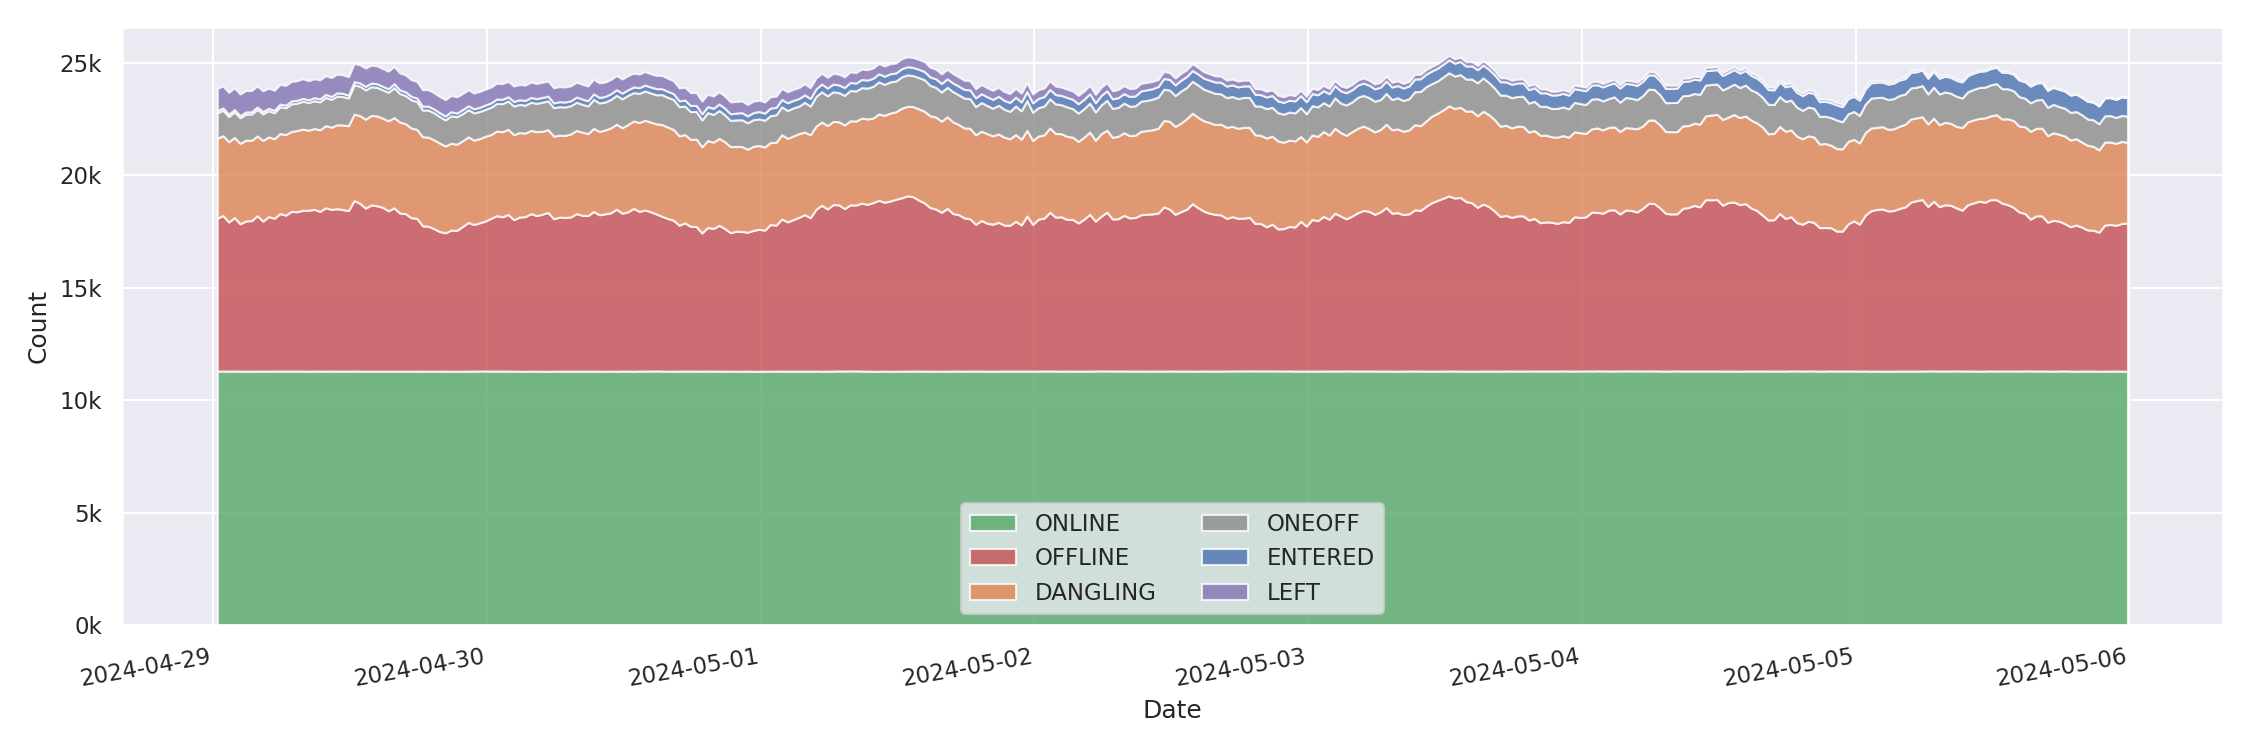 25k
20k
15k
10k
5k
0k
Count
ONLINE
OFFLINE
DANGLING
ONEOFF
ENTERED
LEFT
2024-04-29
2024-04-30
2024-05-01
2024-05-02
2024-05-03
2024-05-04
2024-05-05
2024-05-06
Date